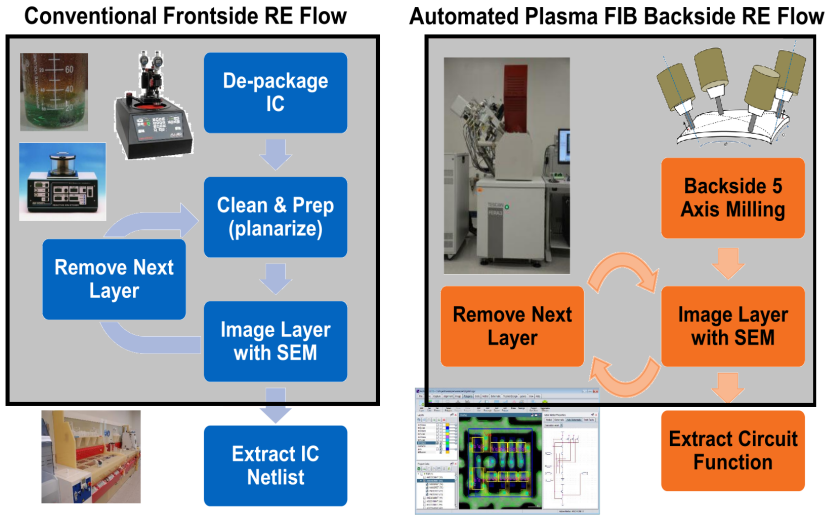 Conventional Frontside RE Flow
Automated Plasma FIB Backside RE Flow
De-package
IC
Clean & Prep
(planarize)
Remove Next
Layer
Image Layer
with SEM
Extract IC
Netlist
Backside 5
Axis Milling
Remove Next
Layer
Image Layer
with SEM
Extract Circuit
Function
60
40